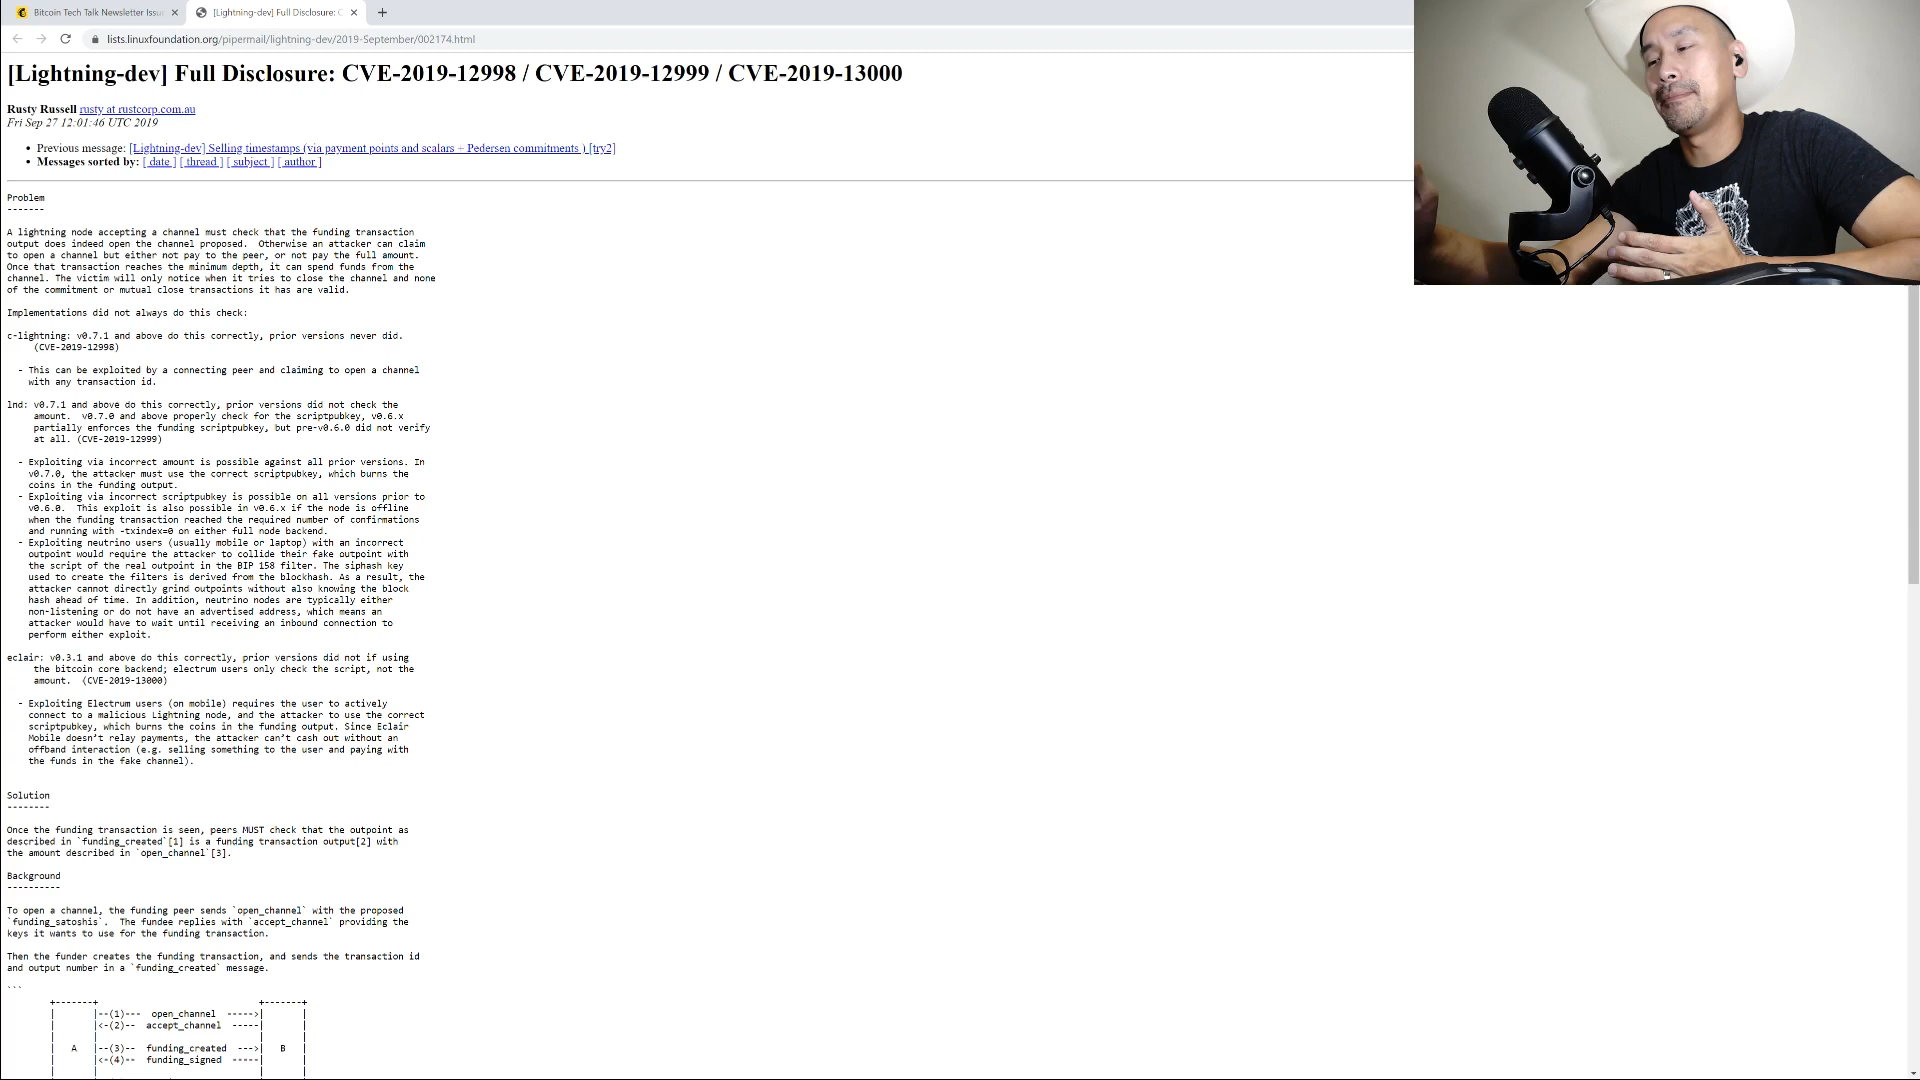 Bitcoin Tech Talk Newsletter Issu
[Lightning-dev] Full Disclosure: C
lists.linuxfoundation.org/pipermail/lightning-dev/2019-September/002174.html
[Lightning-dev] Full Disclosure: CVE-2019-12998 / CVE-2019-12999 / CVE-2019-13000
Rusty Russell rusty at rustcorp.com.au
Fri Sep 27 12:01:46 UTC 2019
• Previous message: [Lightning-dev] Selling timestamps (via payment points and scalars + Pedersen commitments ) [try2]
• Messages sorted by: [ date ] [ thread ] [ subject ] [ author ]
Problem
-------
A lightning node accepting a channel must check that the funding transaction
output does indeed open the channel proposed.  Otherwise an attacker can claim
to open a channel but either not pay to the peer, or not pay the full amount.
Once that transaction reaches the minimum depth, it can spend funds from the
channel. The victim will only notice when it tries to close the channel and none
of the commitment or mutual close transactions it has are valid.
Implementations did not always do this check:
c-lightning: v0.7.1 and above do this correctly, prior versions never did.
(CVE-2019-12998)
- This can be exploited by a connecting peer and claiming to open a channel
with any transaction id.
lnd: v0.7.1 and above do this correctly, prior versions did not check the
amount.  v0.7.0 and above properly check for the scriptpubkey, v0.6.x
partially enforces the funding scriptpubkey, but pre-v0.6.0 did not verify
at all. (CVE-2019-12999)
- Exploiting via incorrect amount is possible against all prior versions. In
v0.7.0, the attacker must use the correct scriptpubkey, which burns the
coins in the funding output.
- Exploiting via incorrect scriptpubkey is possible on all versions prior to
v0.6.0.  This exploit is also possible in v0.6.x if the node is offline
when the funding transaction reached the required number of confirmations
and running with -txindex=0 on either full node backend.
- Exploiting neutrino users (usually mobile or laptop) with an incorrect
outpoint would require the attacker to collide their fake outpoint with
the script of the real outpoint in the BIP 158 filter. The siphash key
used to create the filters is derived from the blockhash. As a result, the
attacker cannot directly grind outpoints without also knowing the block
hash ahead of time. In addition, neutrino nodes are typically either
non-listening or do not have an advertised address, which means an
attacker would have to wait until receiving an inbound connection to
perform either exploit.
eclair: v0.3.1 and above do this correctly, prior versions did not if using
the bitcoin core backend; electrum users only check the script, not the
amount.  (CVE-2019-13000)
- Exploiting Electrum users (on mobile) requires the user to actively
connect to a malicious Lightning node, and the attacker to use the correct
scriptpubkey, which burns the coins in the funding output. Since Eclair
Mobile doesn’t relay payments, the attacker can’t cash out without an
offband interaction (e.g. selling something to the user and paying with
the funds in the fake channel).
Solution
--------
Once the funding transaction is seen, peers MUST check that the outpoint as
described in `funding_created`[1] is a funding transaction output[2] with
the amount described in `open_channel`[3].
Background
----------
To open a channel, the funding peer sends `open_channel` with the proposed
`funding_satoshis`.  The fundee replies with `accept_channel` providing the
keys it wants to use for the funding transaction.
Then the funder creates the funding transaction, and sends the transaction id
and output number in a `funding_created` message.
```
+-------+                               +-------+
|       |--(1)---  open_channel  ----->|       |
|       |<-(2)--  accept_channel  -----|       |
|       |                               |       |
|   A   |--(3)--  funding_created  --->|   B   |
|       |<-(4)--  funding_signed  -----|       |
|       |                               |       |